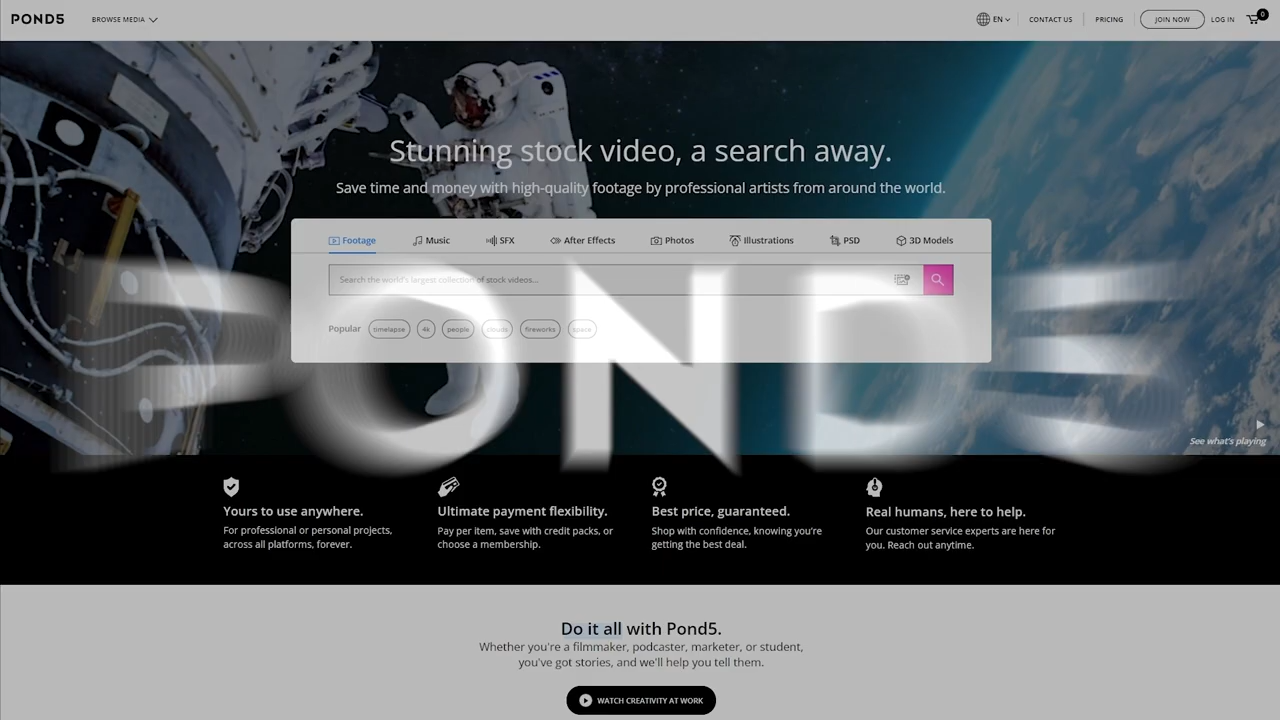 POND5
BROWSE MEDIA
EN
CONTACT US
PRICING
JOIN NOW
LOG IN
0
Stunning stock video, a search away.
Save time and money with high-quality footage by professional artists from around the world.
Footage
Music
SFX
After Effects
Photos
Illustrations
PSD
3D Models
Search the world's largest collection of stock videos...
Popular
timelapse
4k
people
clouds
fireworks
space
POND5
See what's playing
Yours to use anywhere.
For professional or personal projects,
across all platforms, forever.
Ultimate payment flexibility.
Pay per item, save with credit packs, or
choose a membership.
Best price, guaranteed.
Shop with confidence, knowing you're
getting the best deal.
Real humans, here to help.
Our customer service experts are here for
you. Reach out anytime.
Do it all with Pond5.
Whether you're a filmmaker, podcaster, marketer, or student,
you've got stories, and we'll help you tell them.
WATCH CREATIVITY AT WORK